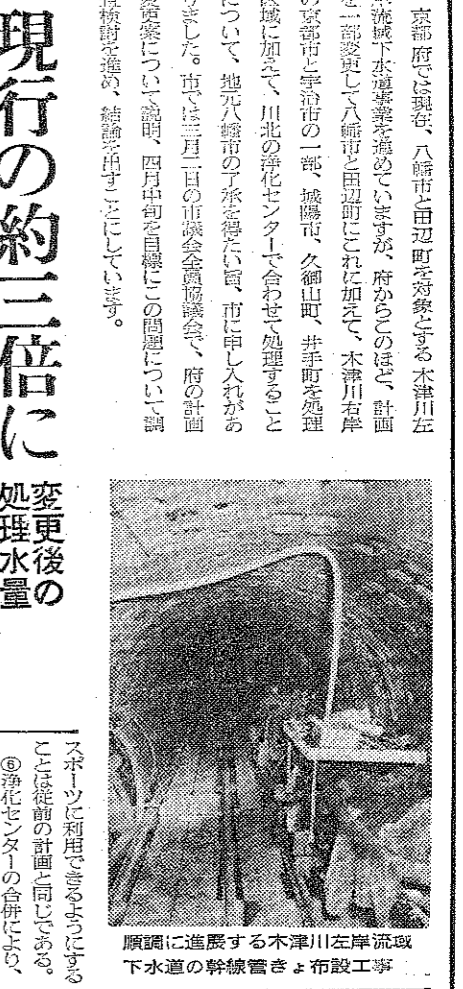 京都府では現在、八幡市と田辺町を対象とする木津川左
岸流域下水道事業を進めていますが、府からこのほど、計画
を一部変更して八幡市と田辺町にこれに加えて、木津川右岸
の京都市と宇治市の一部、城陽市、久御山町、井手町を処理
区域に加えて、川北の浄化センターで合わせて処理すること
について、地元八幡市の了承を得たい旨、市に申し入れがあ
りました。市では三月二日の市議会全員協議会で、府の計画
変更案について説明、四月中旬を目標にこの問題について調
検討を進め、結論を出すことにしています。
現行の約三倍に
変更後の
処理水量
順調に進展する木津川左岸流域
下水道の幹線管きょ布設工事
スポーツに利用できるようにする
ことは従前の計画と同じである。
⑥浄化センターの合併により、